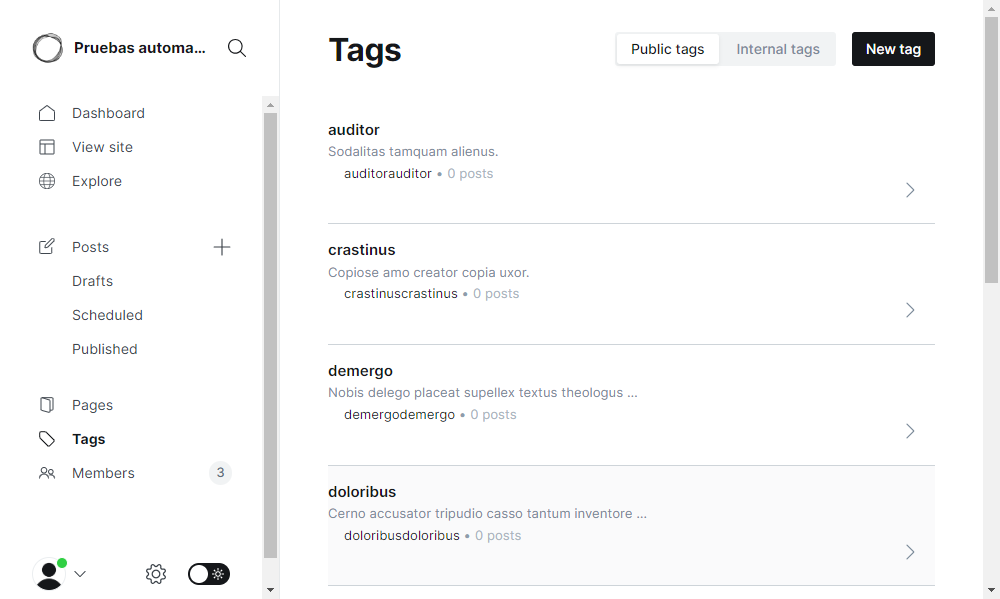 Pruebas automa...
Dashboard
View site
Explore
Posts
Drafts
Scheduled
Published
Pages
Tags
Members 3
Tags
Public tags
Internal tags
New tag
auditor
Sodalitas tamquam alienus.
auditorauditor • 0 posts
crastinus
Copiose amo creator copia uxor.
crastinuscrastinus • 0 posts
demergo
Nobis delego placeat supellex textus theologus ...
demergodemergo • 0 posts
doloribus
Cerno accusator tripudio casso tantum inventore ...
doloribusdoloribus • 0 posts